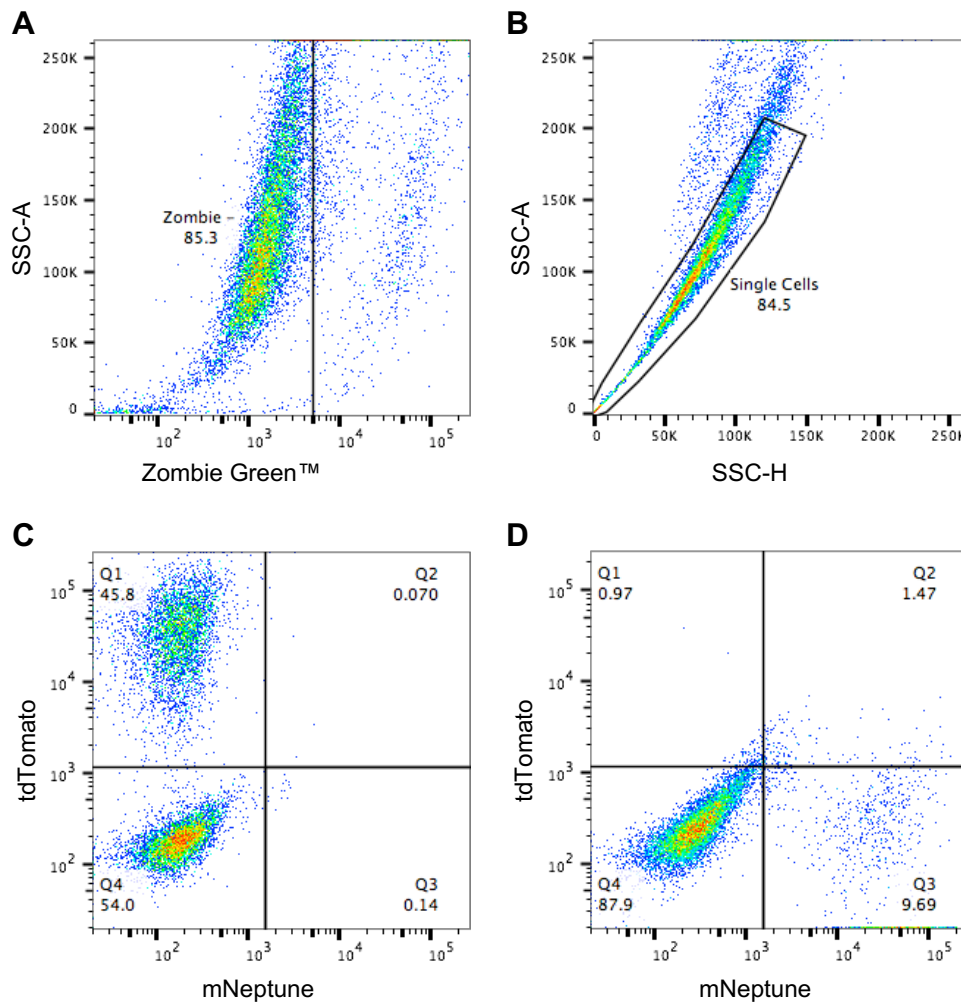 A
B
250K
200K
150K
100K
50K
0
SSC-A
Zombie
85.3
10^2
10^3
10^4
10^5
Zombie Green™
250K
200K
150K
100K
50K
0
SSC-A
Single Cells
84.5
0
50K
100K
150K
200K
250K
SSC-H
C
D
Q1
45.8
Q2
0.070
Q4
54.0
Q3
0.14
10^5
10^4
10^3
10^2
tdTomato
10^2
10^3
10^4
10^5
mNeptune
Q1
0.97
Q2
1.47
Q4
87.9
Q3
9.69
10^5
10^4
10^3
10^2
tdTomato
10^2
10^3
10^4
10^5
mNeptune